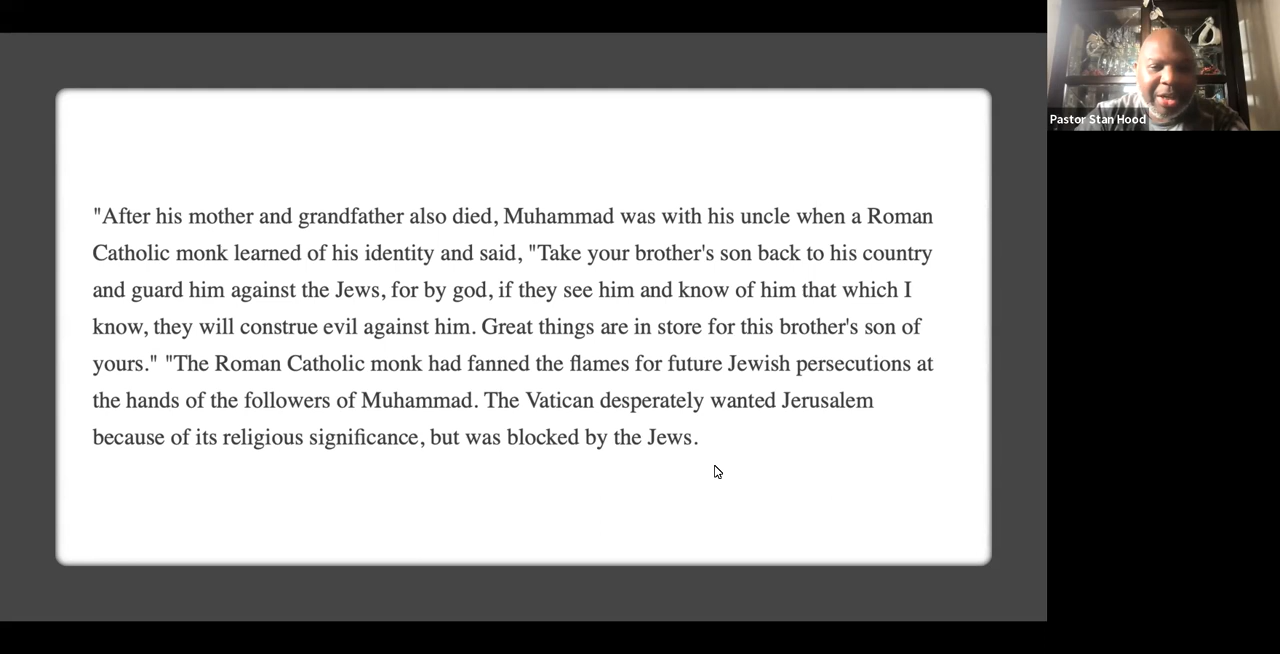 "After his mother and grandfather also died, Muhammad was with his uncle when a Roman
Catholic monk learned of his identity and said, "Take your brother's son back to his country
and guard him against the Jews, for by god, if they see him and know of him that which I
know, they will construe evil against him. Great things are in store for this brother's son of
yours." "The Roman Catholic monk had fanned the flames for future Jewish persecutions at
the hands of the followers of Muhammad. The Vatican desperately wanted Jerusalem
because of its religious significance, but was blocked by the Jews.
Pastor Stan Hood